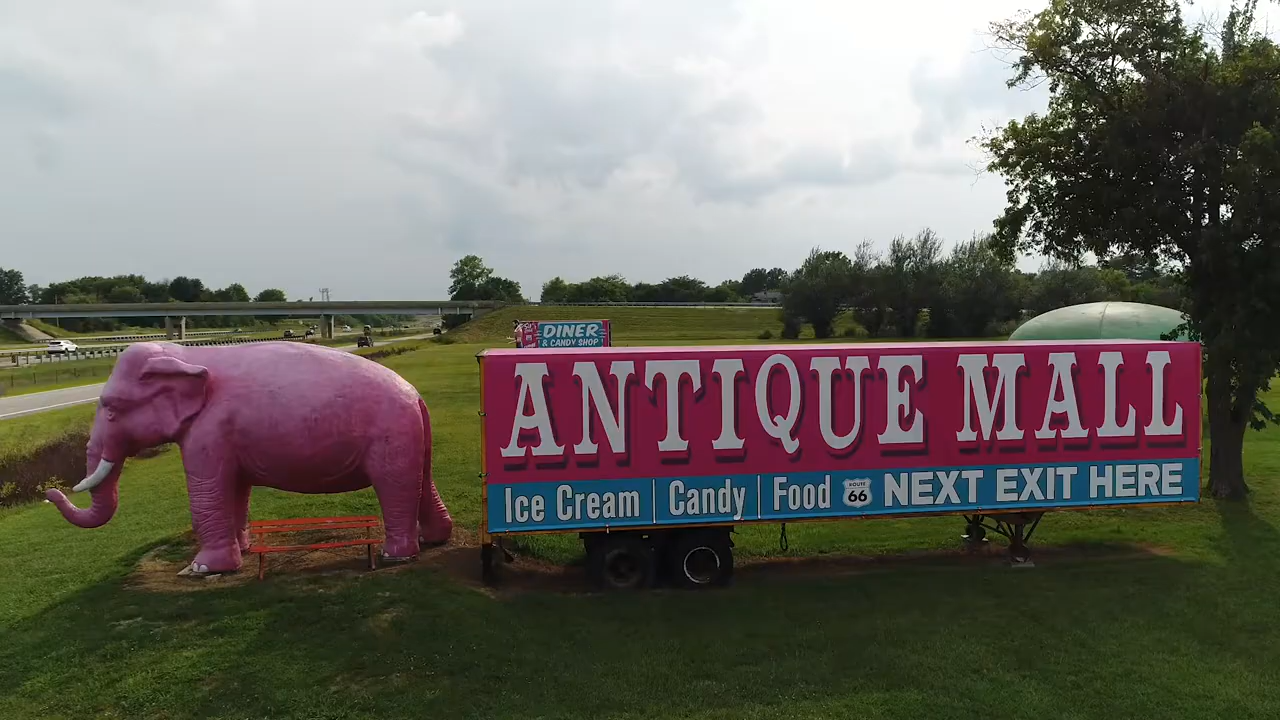 DINER
& CANDY SHOP
ANTIQUE MALL
Ice Cream | Candy | Food ROUTE 66 NEXT EXIT HERE